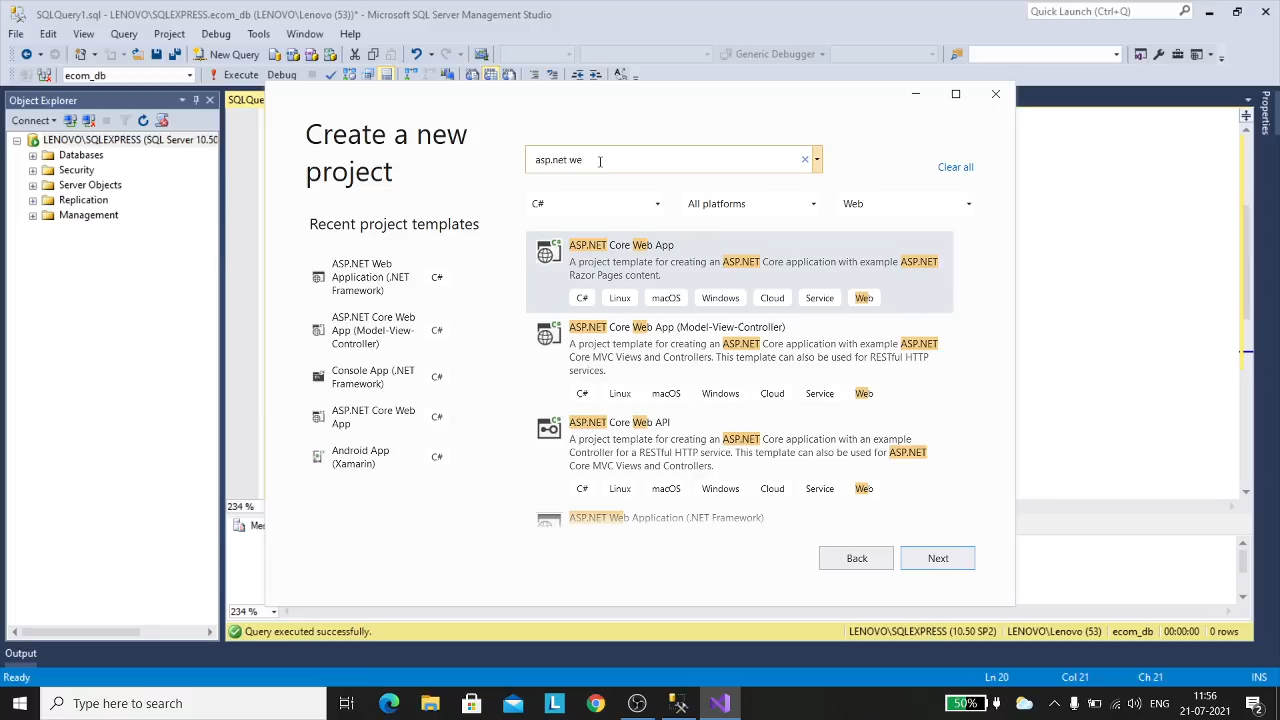 SQLQuery1.sql - LENOVO\SQLEXPRESS.ecom_db (LENOVO\Lenovo (53))* - Microsoft SQL Server Management Studio
Quick Launch (Ctrl+Q)
File Edit View Query Project Debug Tools Window Help
New Query
Generic Debugger
ecom_db
Execute Debug
Object Explorer
Connect
LENOVO\SQLEXPRESS (SQL Server 10.50
Databases
Security
Server Objects
Replication
Management
SQLQue
Properties
Create a new
project
Recent project templates
ASP.NET Web
Application (.NET
Framework)
C#
ASP.NET Core Web
App (Model-View-
Controller)
C#
Console App (.NET
Framework)
C#
ASP.NET Core Web
App
C#
Android App
(Xamarin)
C#
asp.net we
Clear all
C# All platforms Web
ASP.NET Core Web App
A project template for creating an ASP.NET Core application with example ASP.NET
Razor Pages content.
C# Linux macOS Windows Cloud Service Web
ASP.NET Core Web App (Model-View-Controller)
A project template for creating an ASP.NET Core application with example ASP.NET
Core MVC Views and Controllers. This template can also be used for RESTful HTTP
services.
C# Linux macOS Windows Cloud Service Web
ASP.NET Core Web API
A project template for creating an ASP.NET Core application with an example
Controller for a RESTful HTTP service. This template can also be used for ASP.NET
Core MVC Views and Controllers.
C# Linux macOS Windows Cloud Service Web
ASP.NET Web Application (.NET Framework)
Back Next
234 %
Me
234 %
Query executed successfully.
LENOVO\SQLEXPRESS (10.50 SP2) LENOVO\Lenovo (53) ecom_db 00:00:00 0 rows
Output
Ready
Ln 20 Col 21 Ch 21 INS
Type here to search
50%
ENG
11:56
21-07-2021